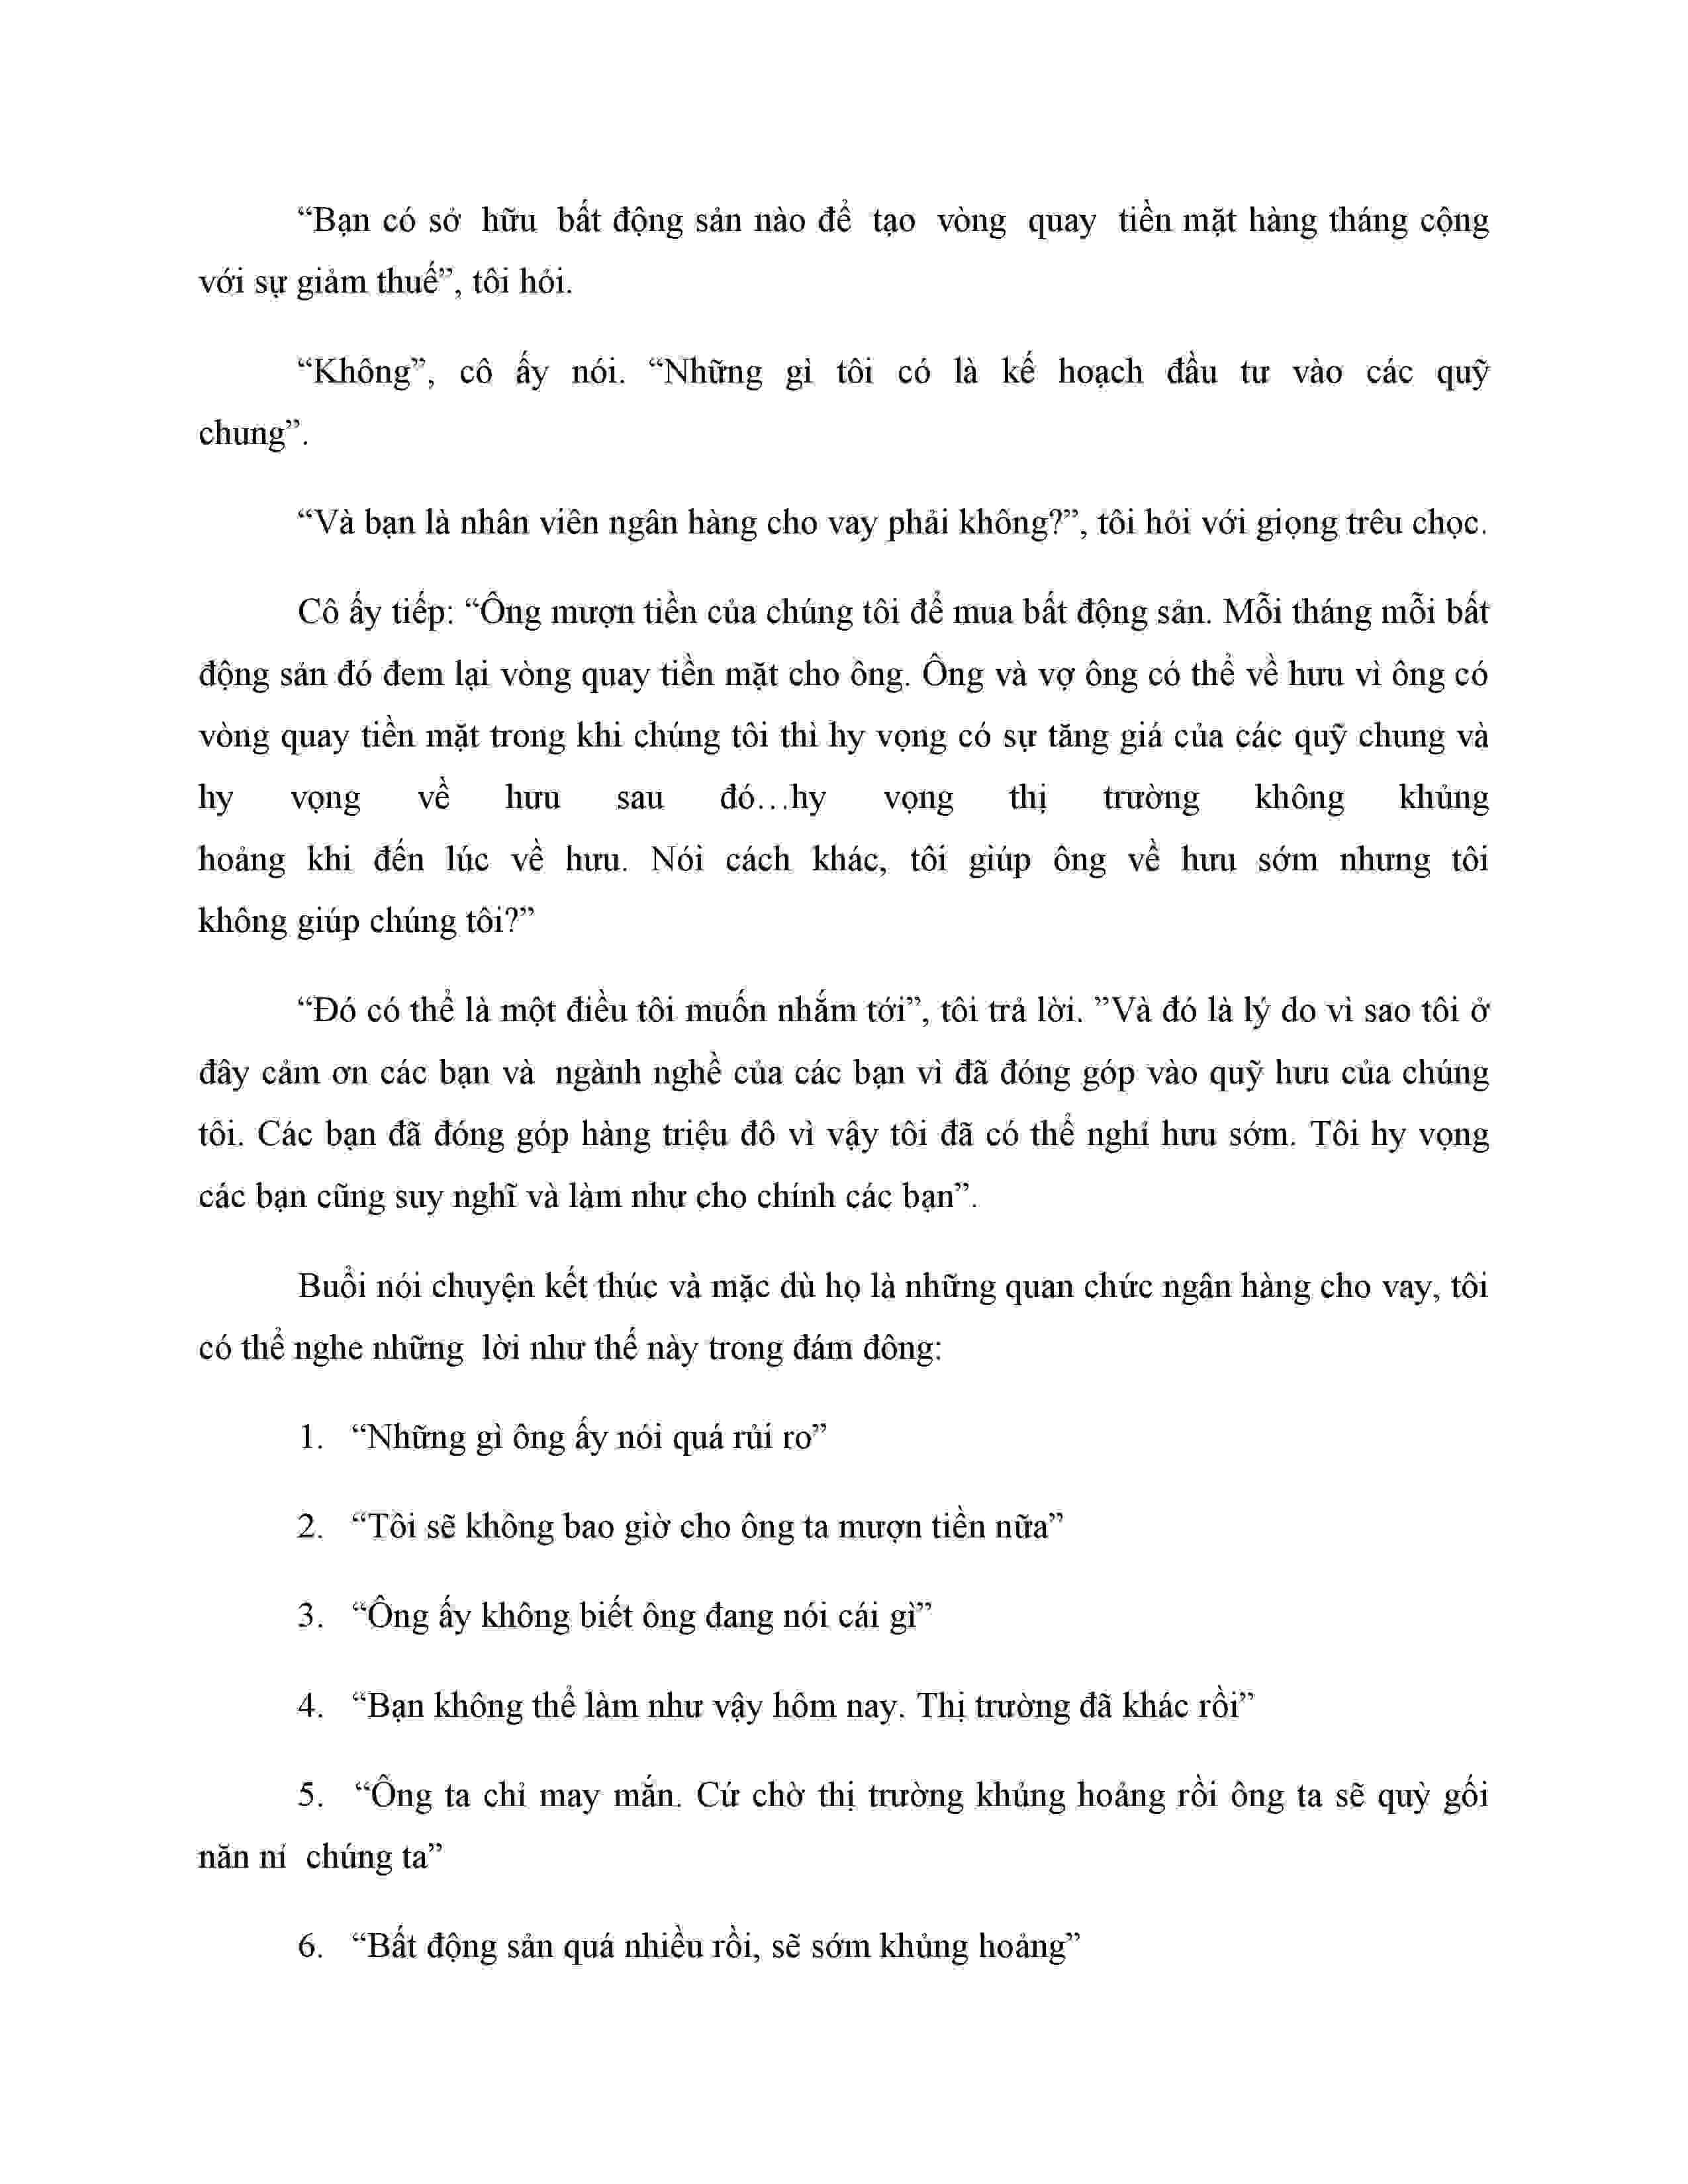 “Bạn có sở hữu bất động sản nào để tạo vòng quay tiền mặt hàng tháng cộng
với sự giảm thuế”, tôi hỏi.
“Không”, cô ấy nói. “Những gì tôi có là kế hoạch đầu tư vào các quỹ
chung”.
“Và bạn là nhân viên ngân hàng cho vay phải không?”, tôi hỏi với giọng trêu chọc.
Cô ấy tiếp: “Ông mượn tiền của chúng tôi để mua bất động sản. Mỗi tháng mỗi bất
động sản đó đem lại vòng quay tiền mặt cho ông. Ông và vợ ông có thể về hưu vì ông có
vòng quay tiền mặt trong khi chúng tôi thì hy vọng có sự tăng giá của các quỹ chung và
hy vọng về hưu sau đó…hy vọng thị trường không khủng
hoảng khi đến lúc về hưu. Nói cách khác, tôi giúp ông về hưu sớm nhưng tôi
không giúp chúng tôi?”
“Đó có thể là một điều tôi muốn nhắm tới”, tôi trả lời. ”Và đó là lý do vì sao tôi ở
đây cảm ơn các bạn và ngành nghề của các bạn vì đã đóng góp vào quỹ hưu của chúng
tôi. Các bạn đã đóng góp hàng triệu đô vì vậy tôi đã có thể nghỉ hưu sớm. Tôi hy vọng
các bạn cũng suy nghĩ và làm như cho chính các bạn”.
Buổi nói chuyện kết thúc và mặc dù họ là những quan chức ngân hàng cho vay, tôi
có thể nghe những lời như thế này trong đám đông:
1. “Những gì ông ấy nói quá rủi ro”
2. “Tôi sẽ không bao giờ cho ông ta mượn tiền nữa”
3. “Ông ấy không biết ông đang nói cái gì”
4. “Bạn không thể làm như vậy hôm nay. Thị trường đã khác rồi”
5. “Ông ta chỉ may mắn. Cứ chờ thị trường khủng hoảng rồi ông ta sẽ quỳ gối
năn nỉ chúng ta”
6. “Bất động sản quá nhiều rồi, sẽ sớm khủng hoảng”